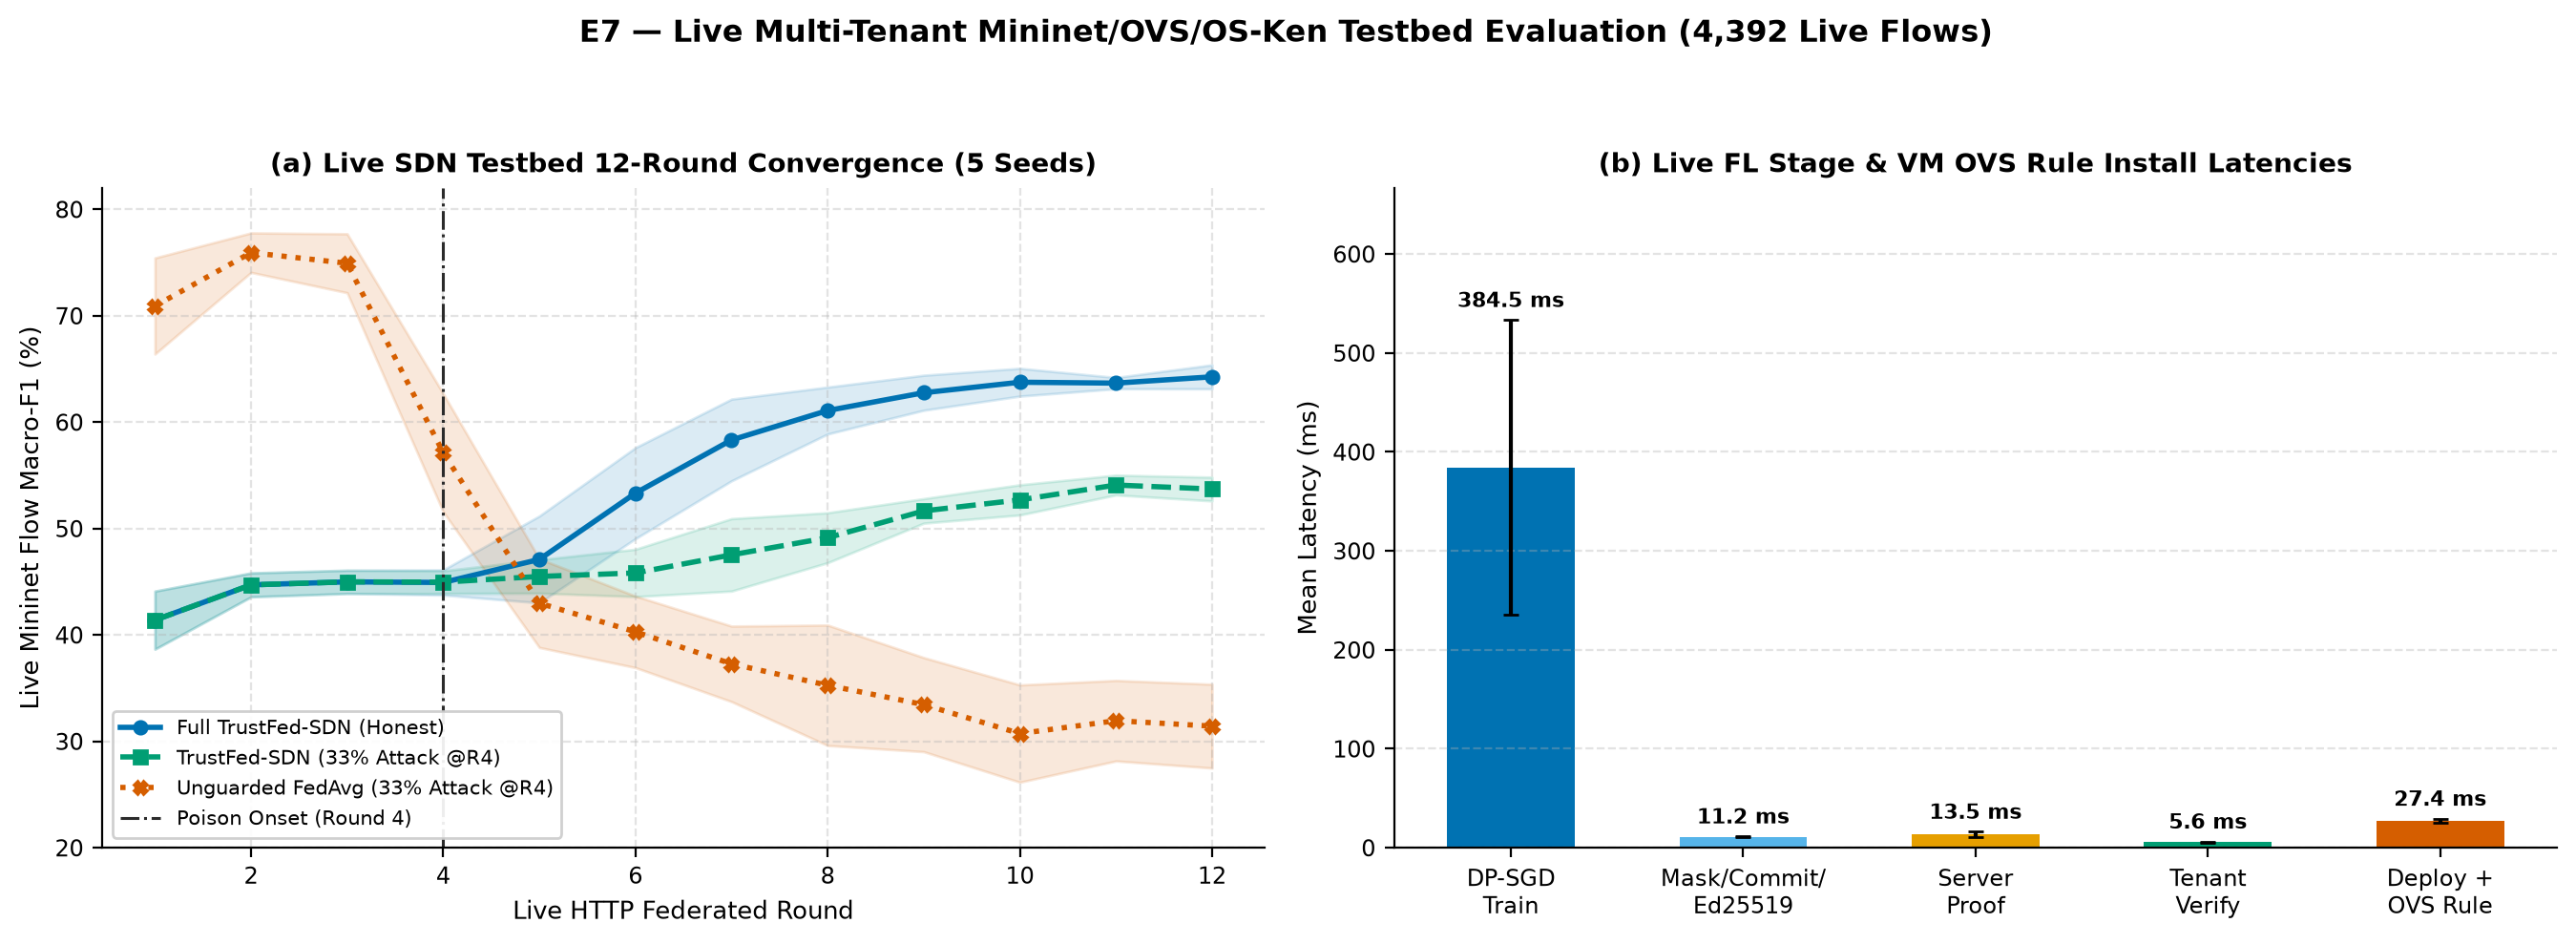 E7 — Live Multi-Tenant Mininet/OVS/OS-Ken Testbed Evaluation (4,392 Live Flows)
(a) Live SDN Testbed 12-Round Convergence (5 Seeds)
Live Mininet Flow Macro-F1 (%)
80
70
60
50
40
30
20
2
4
6
8
10
12
Live HTTP Federated Round
Full TrustFed-SDN (Honest)
TrustFed-SDN (33% Attack @R4)
Unguarded FedAvg (33% Attack @R4)
Poison Onset (Round 4)
(b) Live FL Stage & VM OVS Rule Install Latencies
Mean Latency (ms)
600
500
400
300
200
100
0
384.5 ms
11.2 ms
13.5 ms
5.6 ms
27.4 ms
DP-SGD
Train
Mask/Commit/
Ed25519
Server
Proof
Tenant
Verify
Deploy +
OVS Rule